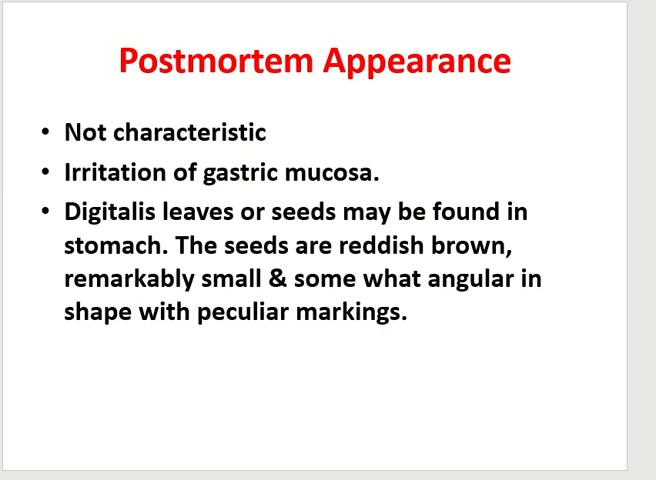 Postmortem Appearance
• Not characteristic
• Irritation of gastric mucosa.
• Digitalis leaves or seeds may be found in
stomach. The seeds are reddish brown,
remarkably small & some what angular in
shape with peculiar markings.